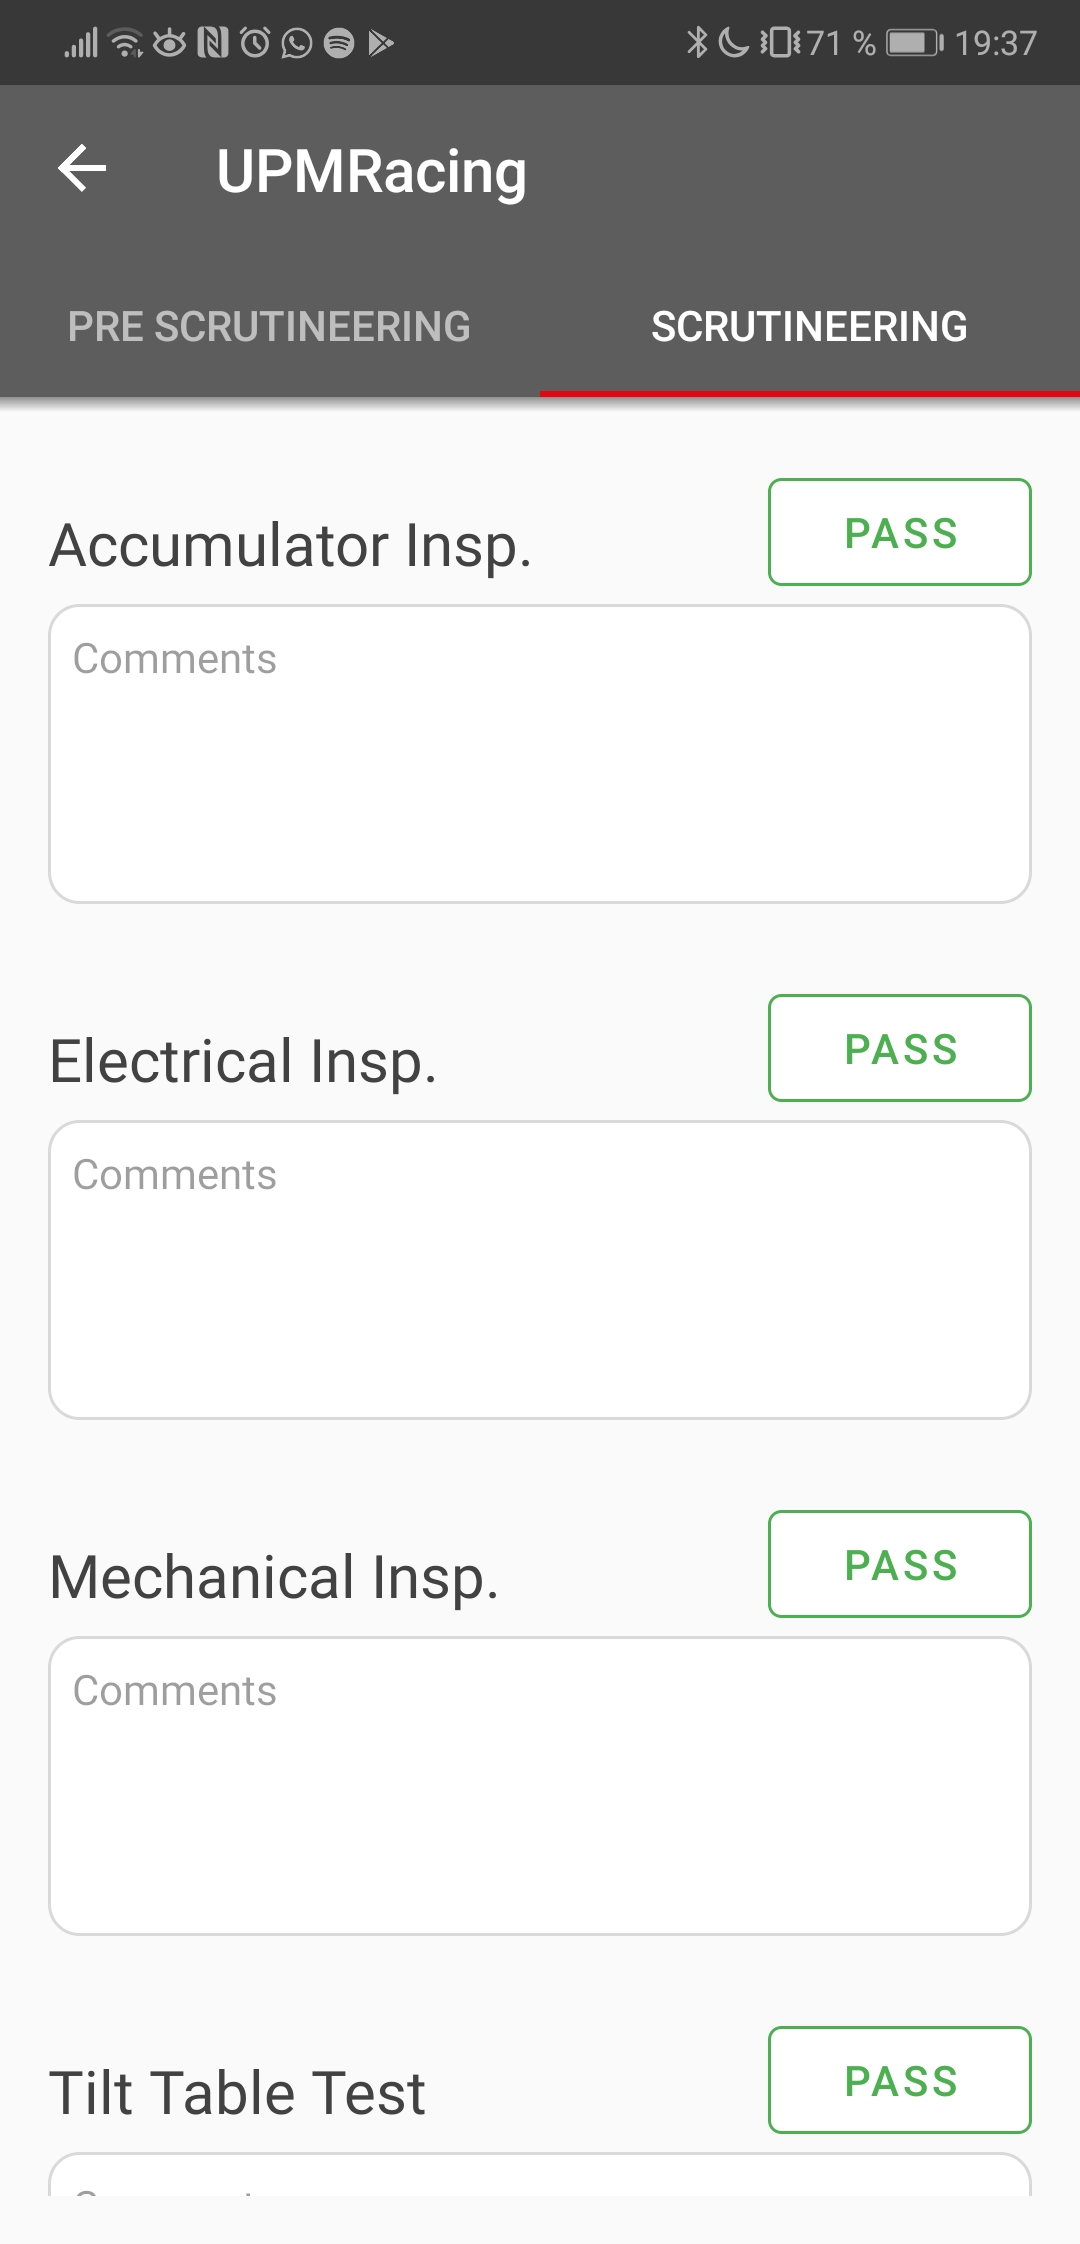 71 % 19:37
UPMRacing
PRE SCRUTINEERING SCRUTINEERING
Accumulator Insp. PASS
Comments
Electrical Insp. PASS
Comments
Mechanical Insp. PASS
Comments
Tilt Table Test PASS